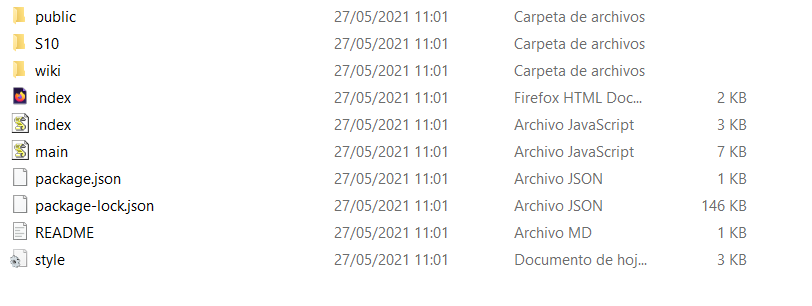 public 27/05/2021 11:01 Carpeta de archivos
S10 27/05/2021 11:01 Carpeta de archivos
wiki 27/05/2021 11:01 Carpeta de archivos
index 27/05/2021 11:01 Firefox HTML Doc... 2 KB
index 27/05/2021 11:01 Archivo JavaScript 3 KB
main 27/05/2021 11:01 Archivo JavaScript 7 KB
package.json 27/05/2021 11:01 Archivo JSON 1 KB
package-lock.json 27/05/2021 11:01 Archivo JSON 146 KB
README 27/05/2021 11:01 Archivo MD 1 KB
style 27/05/2021 11:01 Documento de hoj... 3 KB